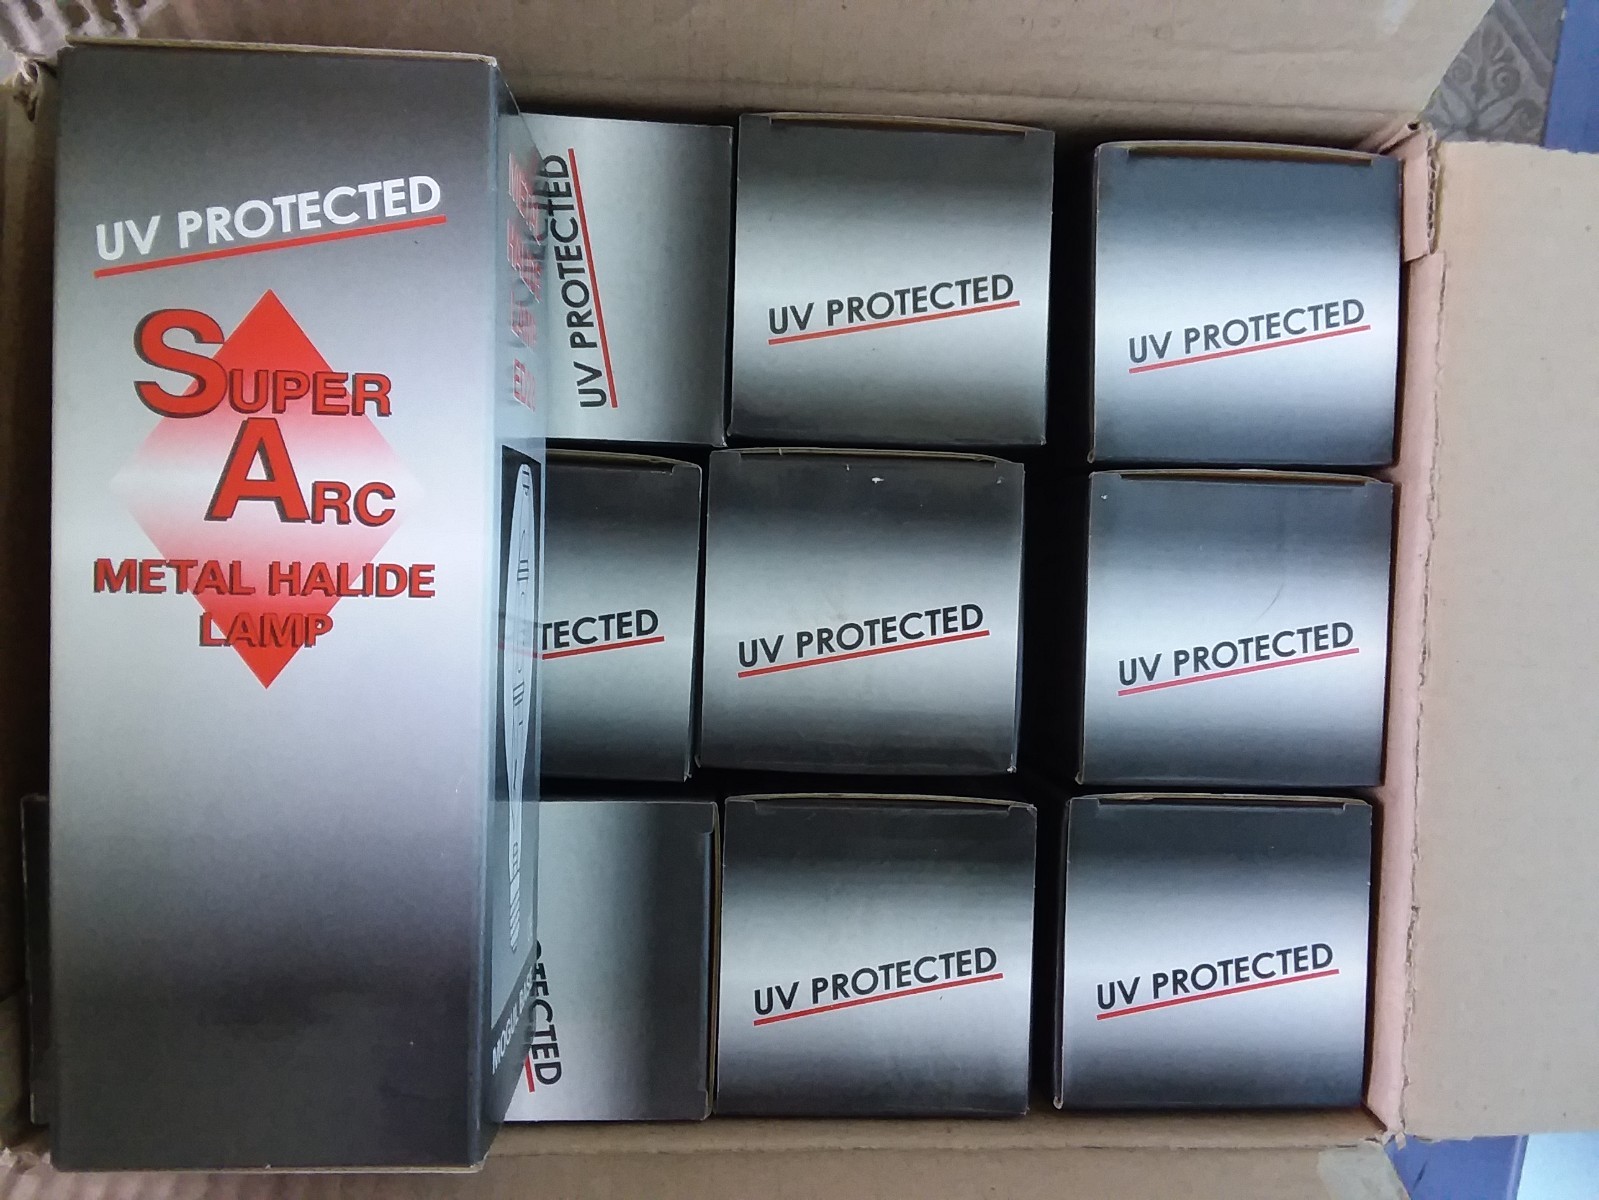 UV PROTECTED
SUPER
ARC
METAL HALIDE
LAMP
UV PROTECTED
UV PROTECTED
UV PROTECTED
TECTED
UV PROTECTED
UV PROTECTED
MOGUL
UV PROTECTED
UV PROTECTED